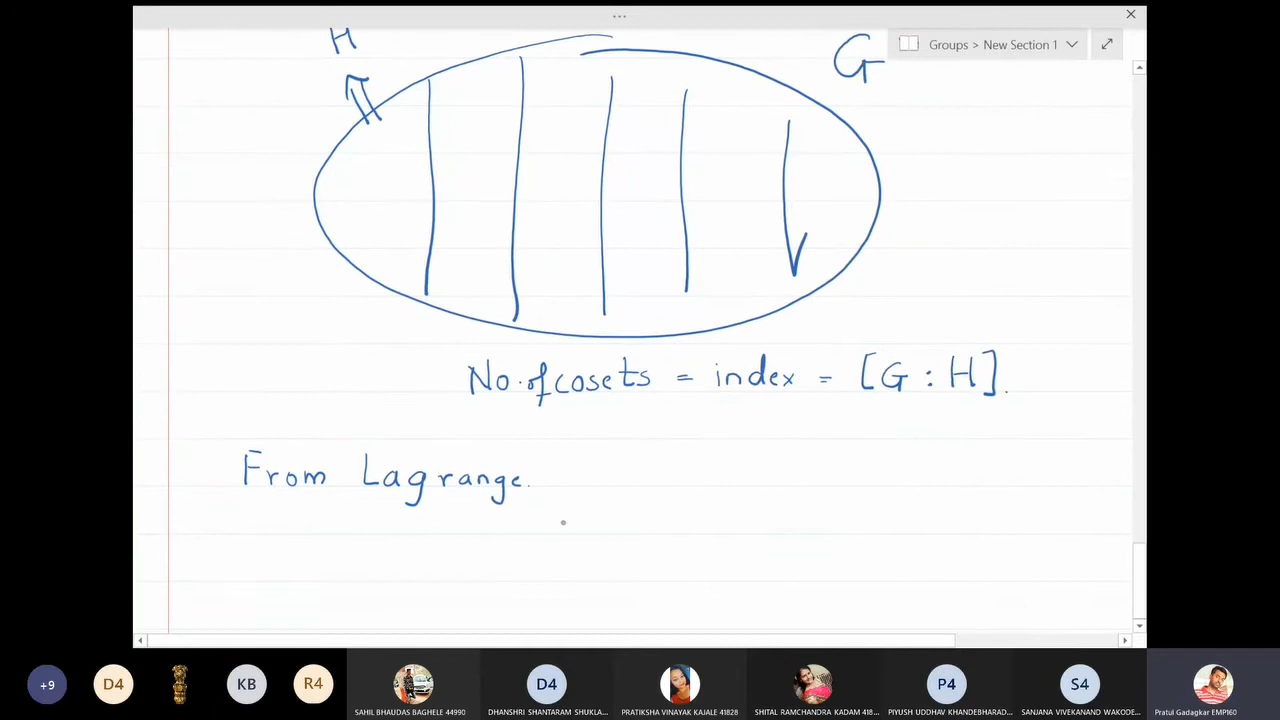 ...
H
G
Groups > New Section 1
No. of cosets = index = [G : H].
From Lagrange.
+9
D4
KB
R4
D4
P4
S4
SAHIL BHAUDAS BAGHELE 44990
DHANSHRI SHANTARAM SHUKLA...
PRATIKSHA VINAYAK KAJALE 41828
SHITAL RAMCHANDRA KADAM 418...
PIYUSH UDDHAV KHANDEBHARAD...
SANJANA VIVEKANAND WAKODE...
Pratul Gadagkar EMP160